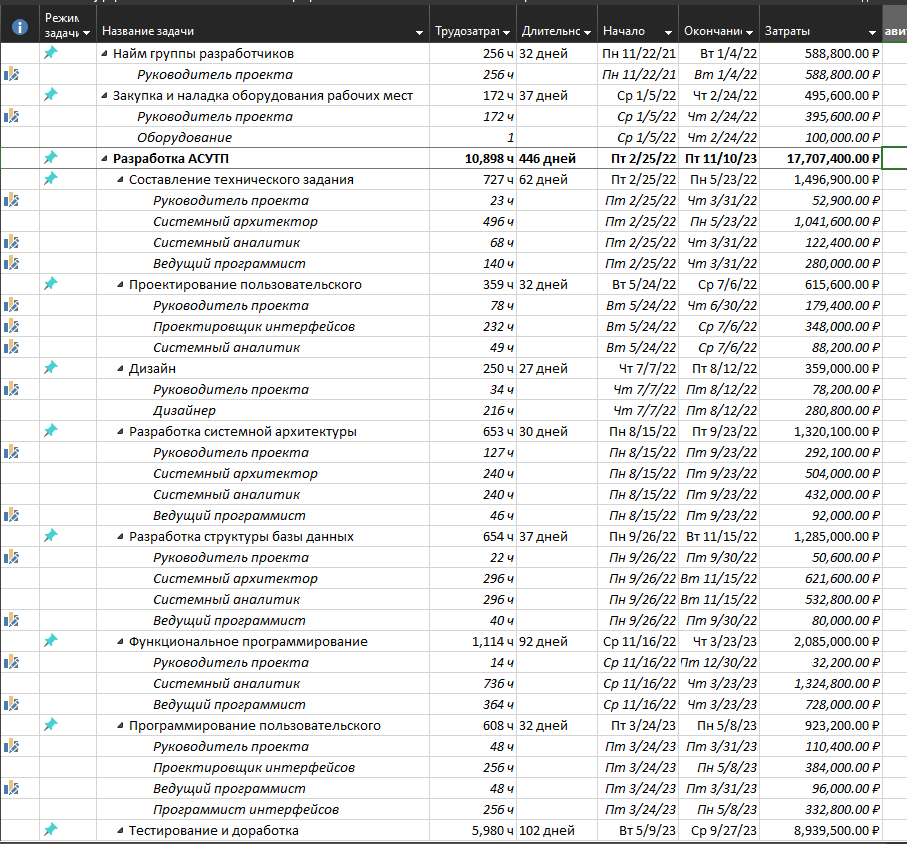 Режим задачи Название задачи Трудозатрат Длительнс Начало Окончание Затраты
Найм группы разработчиков 256 ч 32 дней Пн 11/22/21 Вт 1/4/22 588,800.00 ₽
Руководитель проекта 256 ч Пн 11/22/21 Вт 1/4/22 588,800.00 ₽
Закупка и наладка оборудования рабочих мест 172 ч 37 дней Ср 1/5/22 Чт 2/24/22 495,600.00 ₽
Руководитель проекта 172 ч Ср 1/5/22 Чт 2/24/22 395,600.00 ₽
Оборудование 1 Ср 1/5/22 Чт 2/24/22 100,000.00 ₽
Разработка АСУТП 10,898 ч 446 дней Пт 2/25/22 Пт 11/10/23 17,707,400.00 ₽
Составление технического задания 727 ч 62 дней Пт 2/25/22 Пн 5/23/22 1,496,900.00 ₽
Руководитель проекта 23 ч Пт 2/25/22 Чт 3/31/22 52,900.00 ₽
Системный архитектор 496 ч Пт 2/25/22 Пн 5/23/22 1,041,600.00 ₽
Системный аналитик 68 ч Пт 2/25/22 Чт 3/31/22 122,400.00 ₽
Ведущий программист 140 ч Пт 2/25/22 Чт 3/31/22 280,000.00 ₽
Проектирование пользовательского 359 ч 32 дней Вт 5/24/22 Ср 7/6/22 615,600.00 ₽
Руководитель проекта 78 ч Вт 5/24/22 Чт 6/30/22 179,400.00 ₽
Проектировщик интерфейсов 232 ч Вт 5/24/22 Ср 7/6/22 348,000.00 ₽
Системный аналитик 49 ч Вт 5/24/22 Ср 7/6/22 88,200.00 ₽
Дизайн 250 ч 27 дней Чт 7/7/22 Пт 8/12/22 359,000.00 ₽
Руководитель проекта 34 ч Чт 7/7/22 Пт 8/12/22 78,200.00 ₽
Дизайнер 216 ч Чт 7/7/22 Пт 8/12/22 280,800.00 ₽
Разработка системной архитектуры 653 ч 30 дней Пн 8/15/22 Пт 9/23/22 1,320,100.00 ₽
Руководитель проекта 127 ч Пн 8/15/22 Пт 9/23/22 292,100.00 ₽
Системный архитектор 240 ч Пн 8/15/22 Пт 9/23/22 504,000.00 ₽
Системный аналитик 240 ч Пн 8/15/22 Пт 9/23/22 432,000.00 ₽
Ведущий программист 46 ч Пн 8/15/22 Пт 9/23/22 92,000.00 ₽
Разработка структуры базы данных 654 ч 37 дней Пн 9/26/22 Вт 11/15/22 1,285,000.00 ₽
Руководитель проекта 22 ч Пн 9/26/22 Пт 9/30/22 50,600.00 ₽
Системный архитектор 296 ч Пн 9/26/22 Вт 11/15/22 621,600.00 ₽
Системный аналитик 296 ч Пн 9/26/22 Вт 11/15/22 532,800.00 ₽
Ведущий программист 40 ч Пн 9/26/22 Пт 9/30/22 80,000.00 ₽
Функциональное программирование 1,114 ч 92 дней Ср 11/16/22 Чт 3/23/23 2,085,000.00 ₽
Руководитель проекта 14 ч Ср 11/16/22 Пт 12/30/22 32,200.00 ₽
Системный аналитик 736 ч Ср 11/16/22 Чт 3/23/23 1,324,800.00 ₽
Ведущий программист 364 ч Ср 11/16/22 Чт 3/23/23 728,000.00 ₽
Программирование пользовательского 608 ч 32 дней Пт 3/24/23 Пн 5/8/23 923,200.00 ₽
Руководитель проекта 48 ч Пт 3/24/23 Пт 3/31/23 110,400.00 ₽
Проектировщик интерфейсов 256 ч Пт 3/24/23 Пн 5/8/23 384,000.00 ₽
Ведущий программист 48 ч Пт 3/24/23 Пт 3/31/23 96,000.00 ₽
Программист интерфейсов 256 ч Пт 3/24/23 Пн 5/8/23 332,800.00 ₽
Тестирование и доработка 5,980 ч 102 дней Вт 5/9/23 Ср 9/27/23 8,939,500.00 ₽